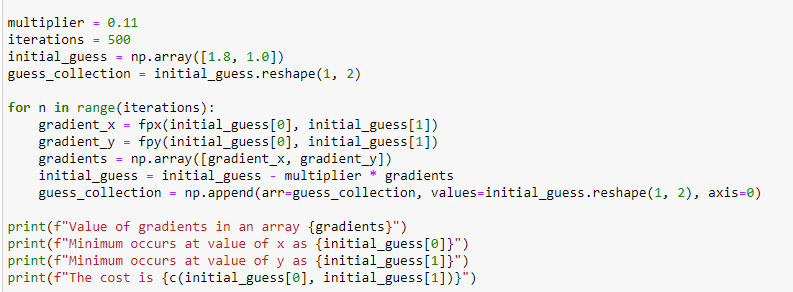 multiplier = 0.11
iterations = 500
initial_guess = np.array([1.8, 1.0])
guess_collection = initial_guess.reshape(1, 2)
for n in range(iterations):
    gradient_x = fpx(initial_guess[0], initial_guess[1])
    gradient_y = fpy(initial_guess[0], initial_guess[1])
    gradients = np.array([gradient_x, gradient_y])
    initial_guess = initial_guess - multiplier * gradients
    guess_collection = np.append(arr=guess_collection, values=initial_guess.reshape(1, 2), axis=0)
print(f"Value of gradients in an array {gradients}")
print(f"Minimum occurs at value of x as {initial_guess[0]}")
print(f"Minimum occurs at value of y as {initial_guess[1]}")
print(f"The cost is {c(initial_guess[0], initial_guess[1])}")